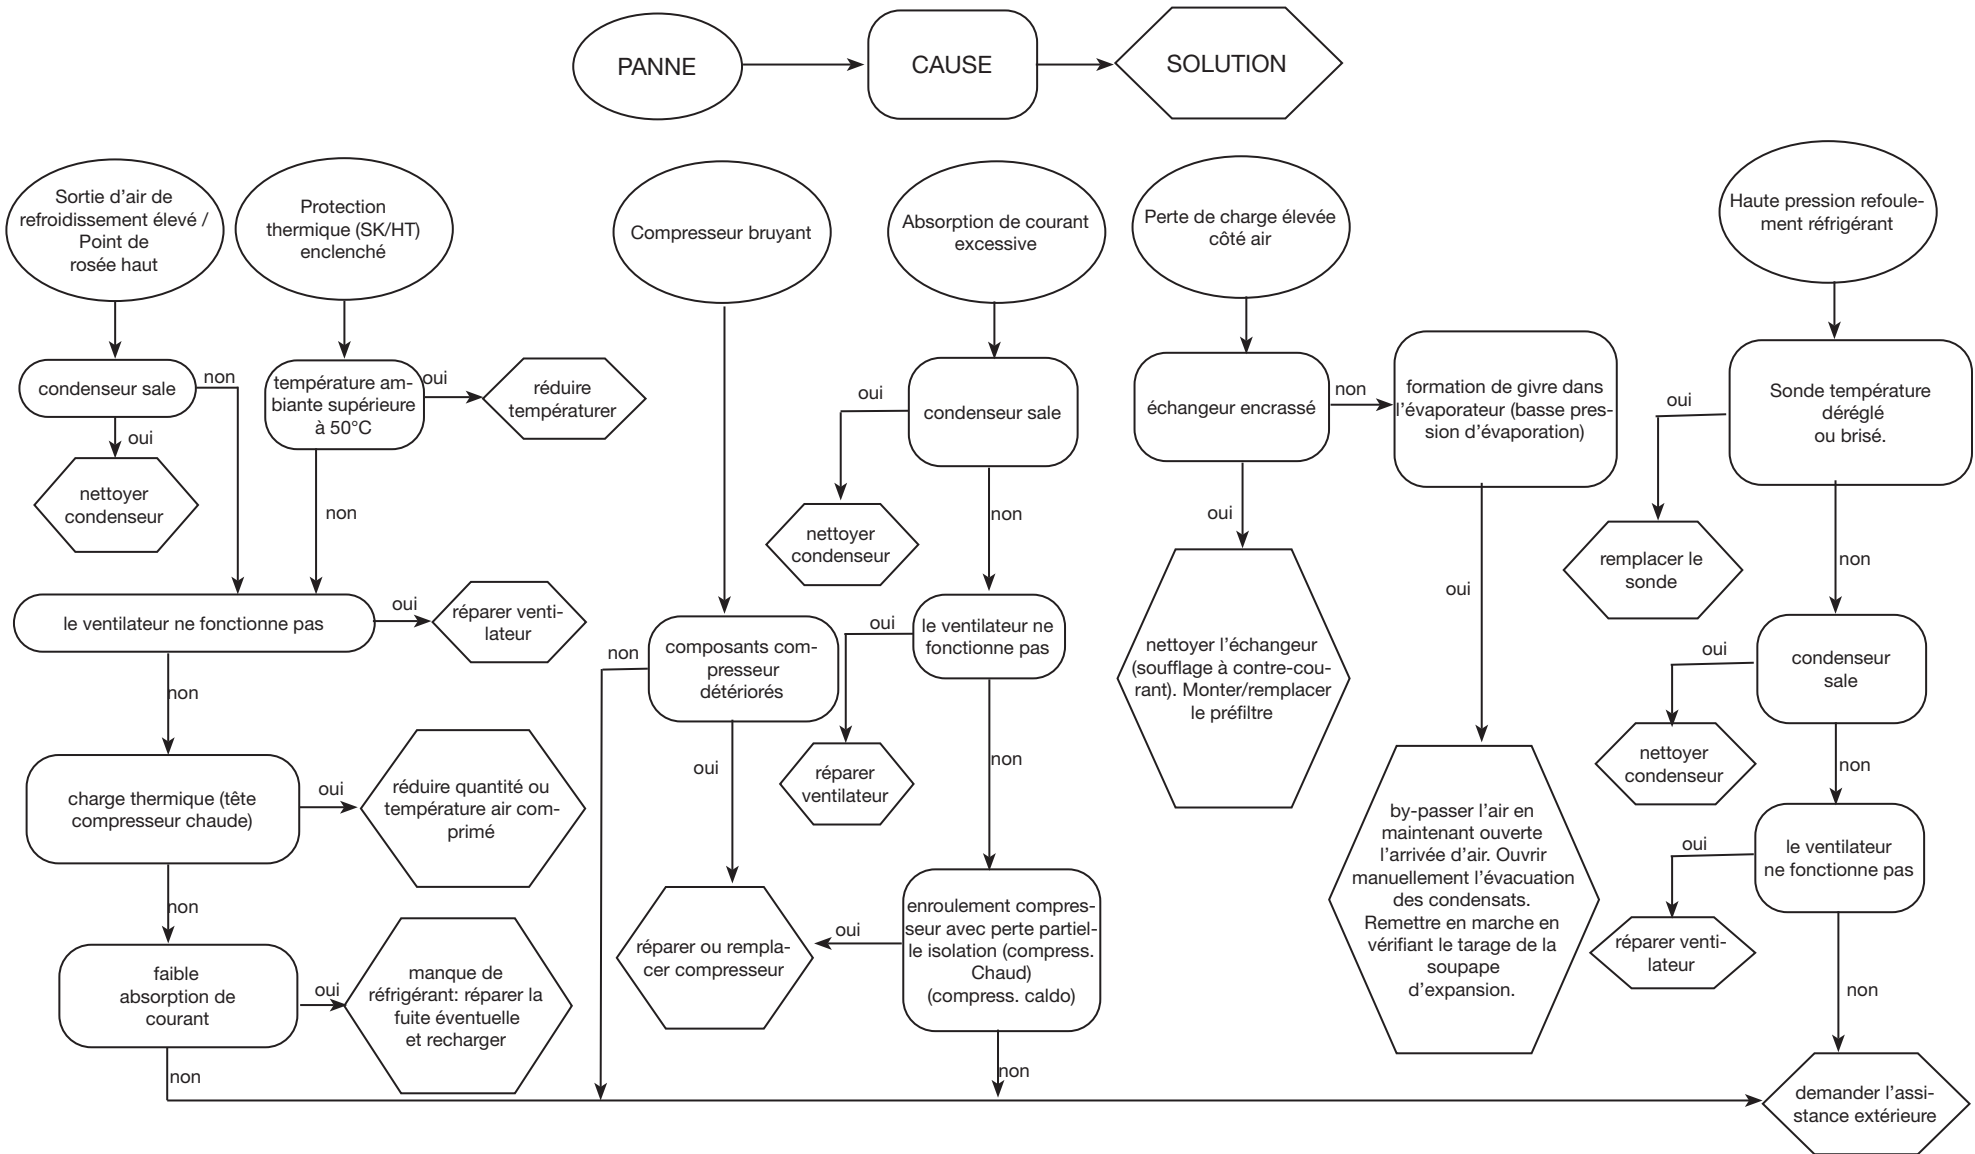 PANNE
CAUSE
SOLUTION
Sortie d'air de
refroidissement élevé /
Point de
rosée haut
Protection
thermique (SK/HT)
enclenché
Compresseur bruyant
Absorption de courant
excessive
Perte de charge élevée
côté air
Haute pression refoule-
ment réfrigérant
condenseur sale
non
oui
nettoyer
condenseur
température am-
biante supérieure
à 50°C
oui
réduire
températurer
non
le ventilateur ne fonctionne pas
oui
réparer venti-
lateur
non
charge thermique (tête
compresseur chaude)
oui
réduire quantité ou
température air com-
primé
non
faible
absorption de
courant
oui
manque de
réfrigérant: réparer la
fuite éventuelle
et recharger
non
composants com-
presseur
détériorés
non
oui
réparer ou rempla-
cer compresseur
condenseur sale
oui
nettoyer
condenseur
non
le ventilateur ne
fonctionne pas
oui
réparer
ventilateur
non
enroulement compres-
seur avec perte partiel-
le isolation (compress.
Chaud)
(compress. caldo)
oui
non
échangeur encrassé
non
oui
nettoyer l'échangeur
(soufflage à contre-cou-
rant). Monter/remplacer
le préfiltre
formation de givre dans
l'évaporateur (basse pres-
sion d'évaporation)
oui
by-passer l'air en
maintenant ouverte
l'arrivée d'air. Ouvrir
manuellement l'évacuation
des condensats.
Remettre en marche en
vérifiant le tarage de la
soupape
d'expansion.
Sonde température
déréglé
ou brisé.
oui
remplacer le
sonde
non
condenseur
sale
oui
nettoyer
condenseur
non
le ventilateur
ne fonctionne pas
oui
réparer venti-
lateur
non
demander l'assi-
stance extérieure